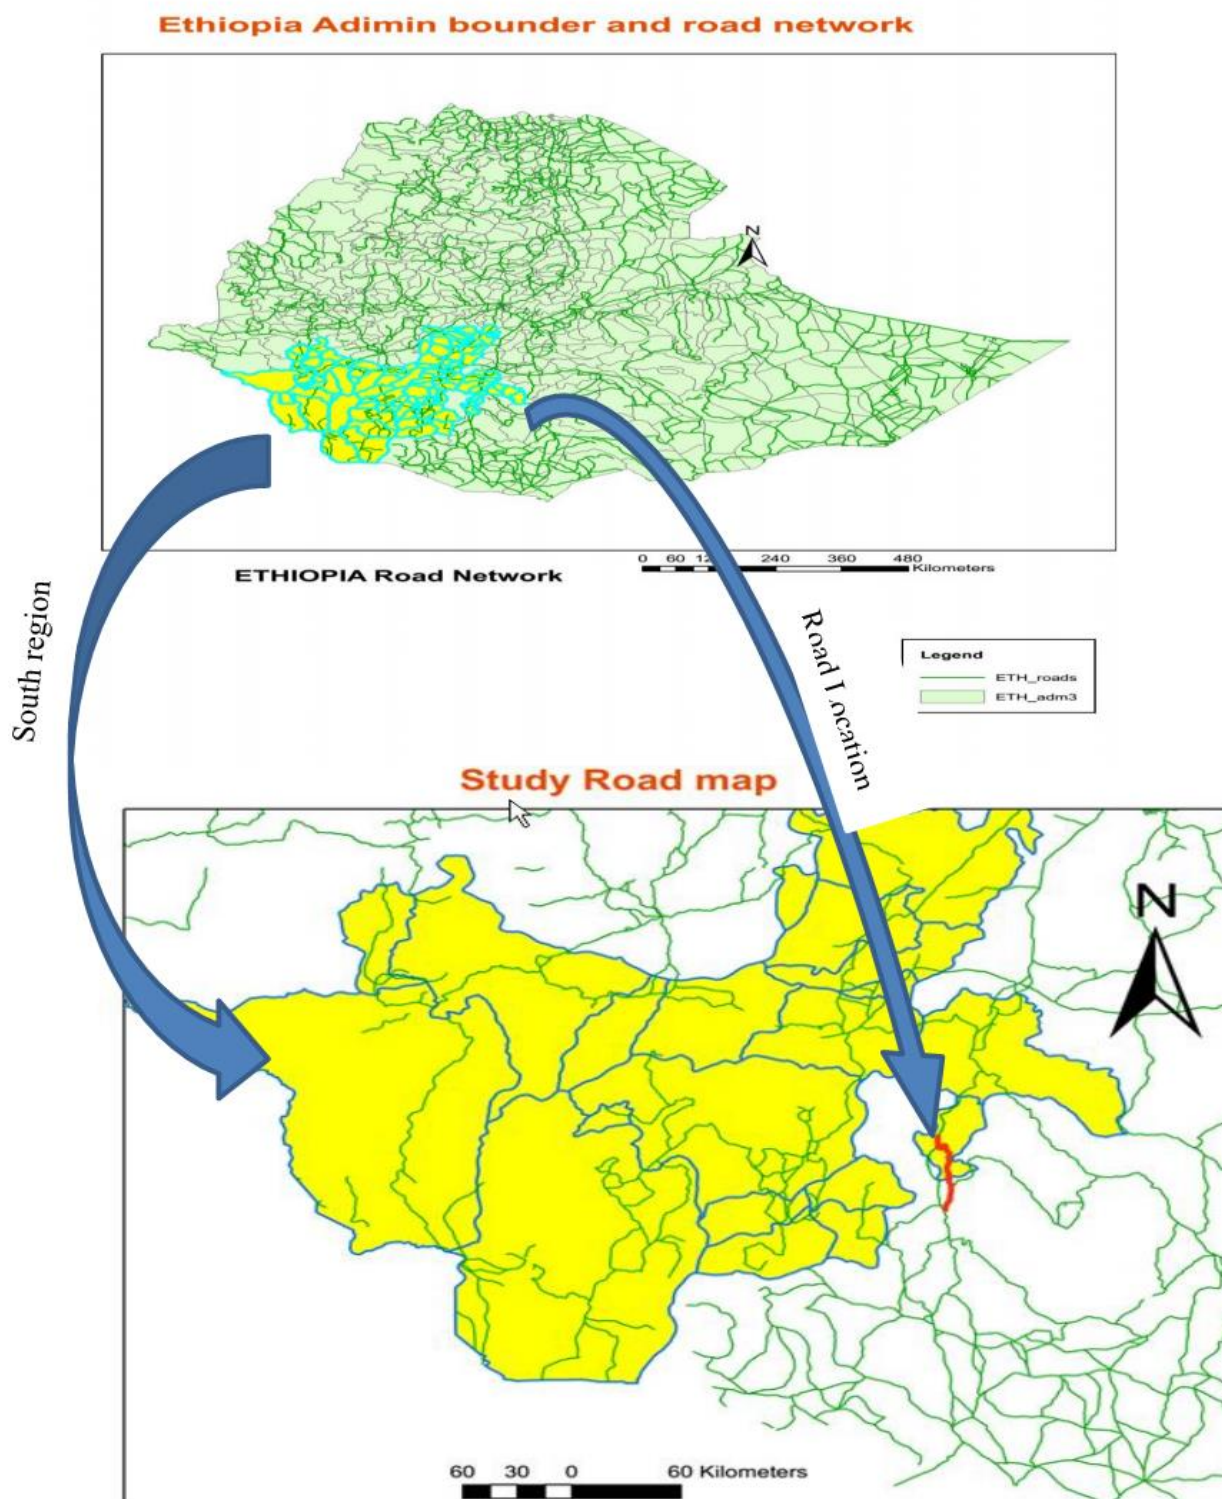 Ethiopia Adimin bounder and road network
N
0 60 12 240 360 480
Kilometers
ETHIOPIA Road Network
South region
Road Location
Legend
ETH_roads
ETH_adm3
Study Road map
N
60 30 0 60 Kilometers